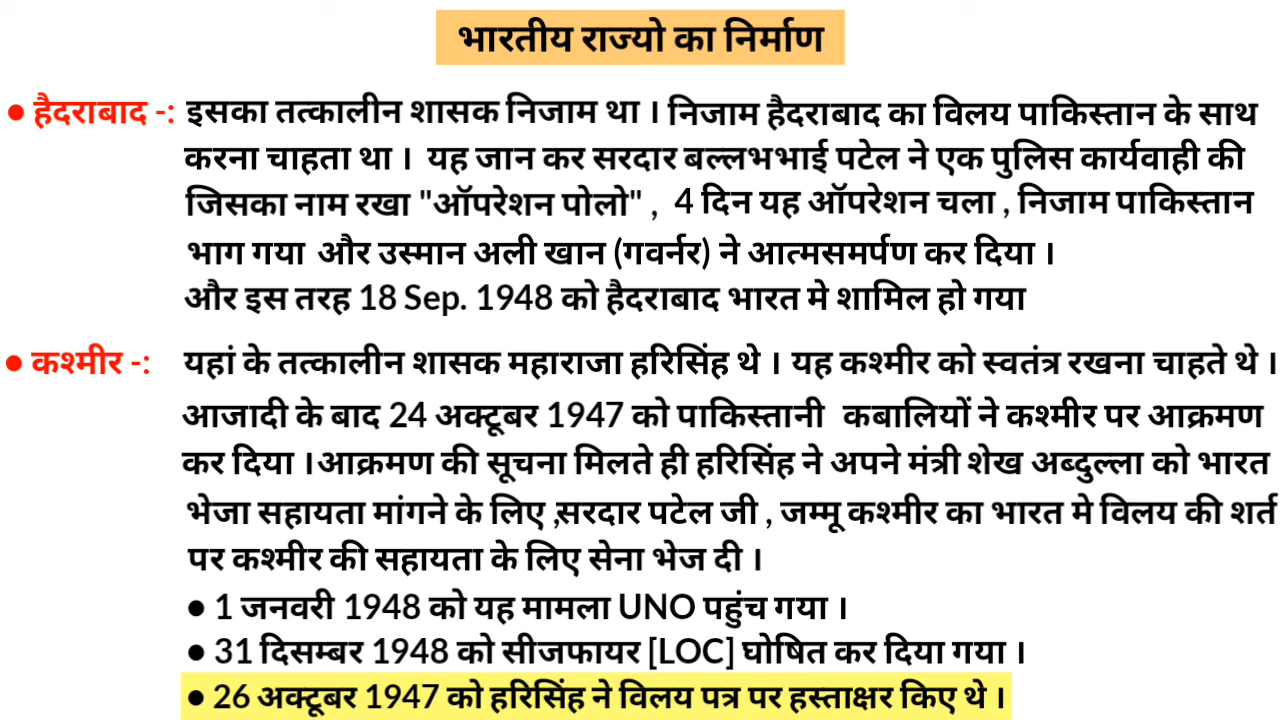 भारतीय राज्यो का निर्माण
● हैदराबाद -: इसका तत्कालीन शासक निजाम था । निजाम हैदराबाद का विलय पाकिस्तान के साथ
करना चाहता था । यह जान कर सरदार बल्लभभाई पटेल ने एक पुलिस कार्यवाही की
जिसका नाम रखा "ऑपरेशन पोलो" , 4 दिन यह ऑपरेशन चला , निजाम पाकिस्तान
भाग गया और उस्मान अली खान (गवर्नर) ने आत्मसमर्पण कर दिया ।
और इस तरह 18 Sep. 1948 को हैदराबाद भारत मे शामिल हो गया
● कश्मीर -: यहां के तत्कालीन शासक महाराजा हरिसिंह थे । यह कश्मीर को स्वतंत्र रखना चाहते थे ।
आजादी के बाद 24 अक्टूबर 1947 को पाकिस्तानी कबालियों ने कश्मीर पर आक्रमण
कर दिया ।आक्रमण की सूचना मिलते ही हरिसिंह ने अपने मंत्री शेख अब्दुल्ला को भारत
भेजा सहायता मांगने के लिए ,सरदार पटेल जी , जम्मू कश्मीर का भारत मे विलय की शर्त
पर कश्मीर की सहायता के लिए सेना भेज दी ।
● 1 जनवरी 1948 को यह मामला UNO पहुंच गया ।
● 31 दिसम्बर 1948 को सीजफायर [LOC] घोषित कर दिया गया ।
● 26 अक्टूबर 1947 को हरिसिंह ने विलय पत्र पर हस्ताक्षर किए थे ।